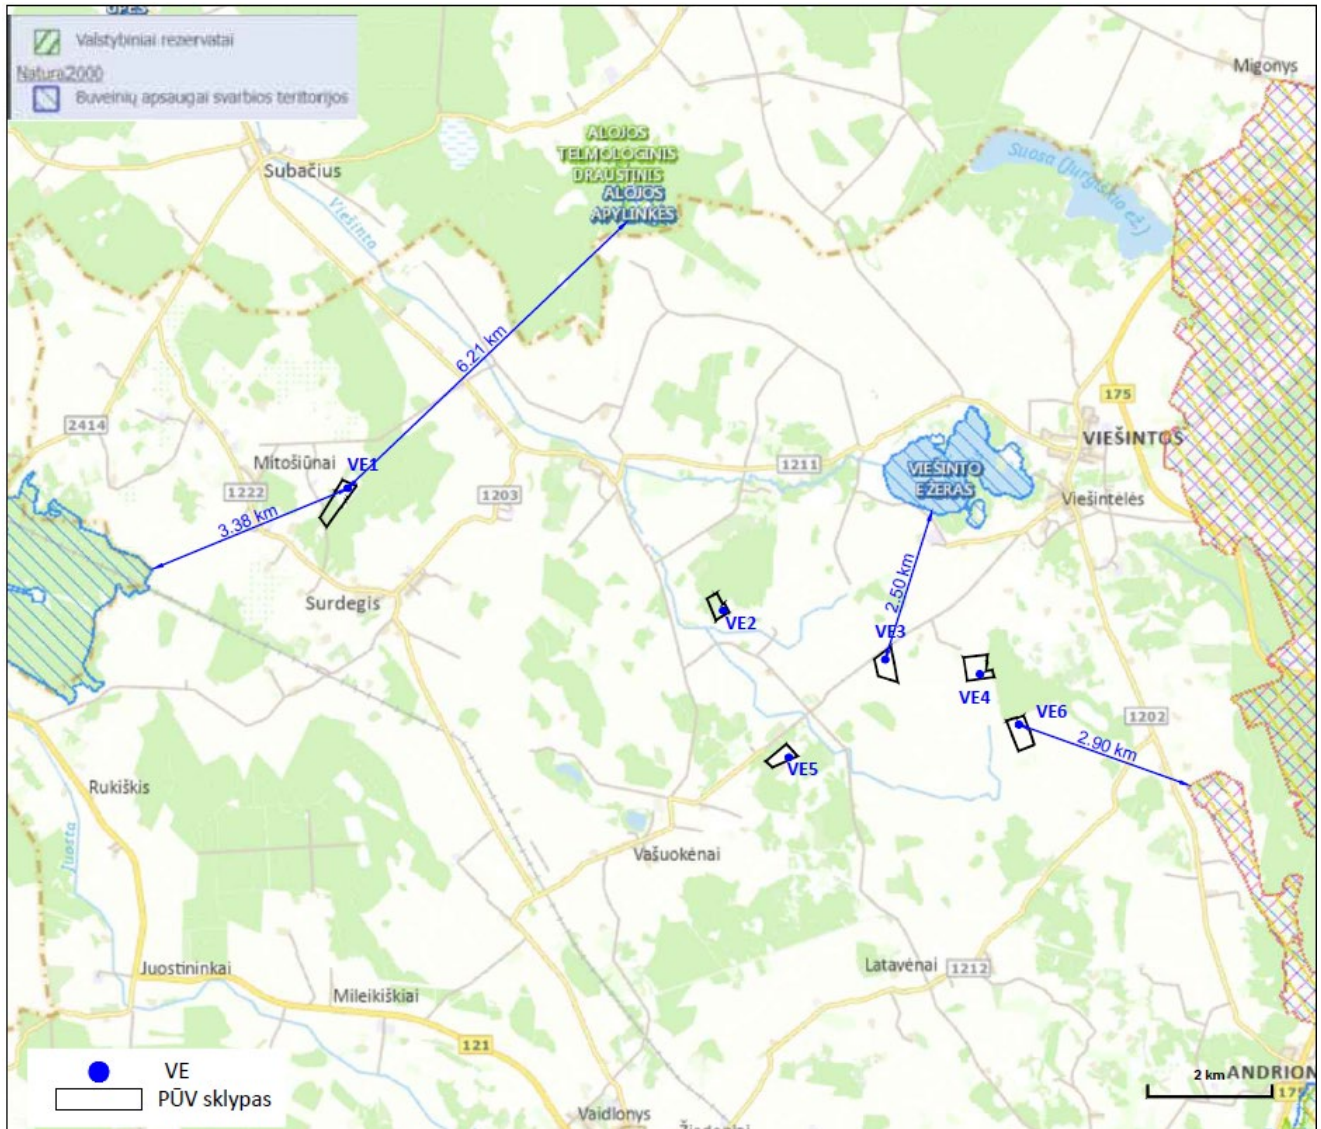 UPĖS
Valstybiniai rezervatai
Natura2000
Buveinių apsaugai svarbios teritorijos
Migonys
ALOJOS
TELMOLOGINIS
DRAUSTINIS
ALOJOS
APYLINKĖS
Subačius
Suosa (Jurgiškio ež.)
Viešinta
6.21 km
175
2414
VIEŠINTOS
Mitošiūnai
VE1
1211
VIEŠINTO
EŽERAS
1222
1203
Viešintelės
3.38 km
2.50 km
Surdegis
VE2
VE3
VE4
VE6
1202
2.90 km
VE5
Rukiškis
Juosta
Vašuokėnai
Juostininkai
Latavėnai
1212
Mileikiškiai
121
VE
PŪV sklypas
2 km
ANDRION
175
Vaidlonys